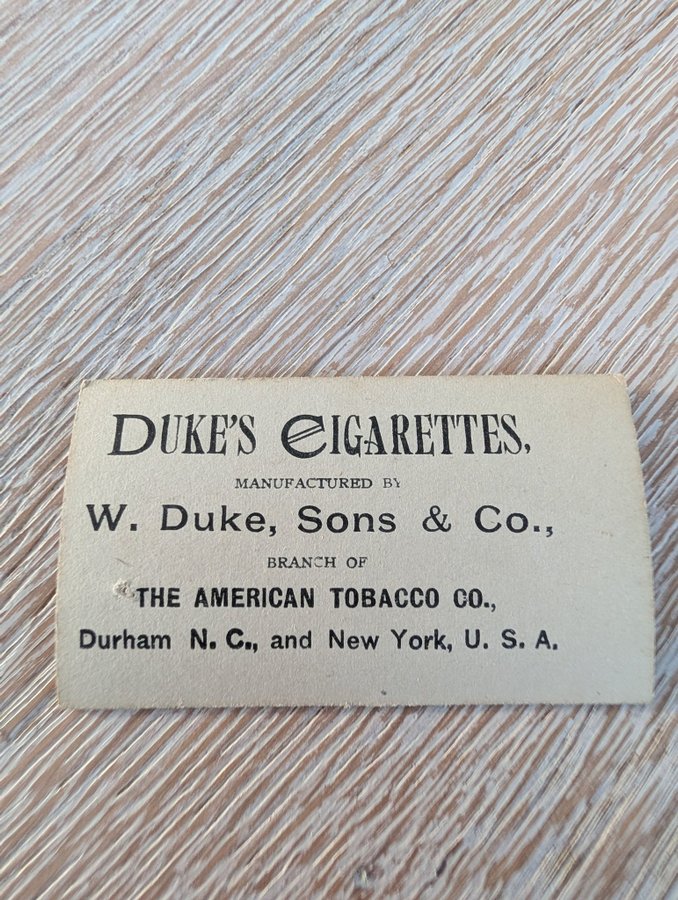 DUKE'S CIGARETTES,
MANUFACTURED BY
W. Duke, Sons & Co.,
BRANCH OF
THE AMERICAN TOBACCO CO.,
Durham N. C., and New York, U. S. A.